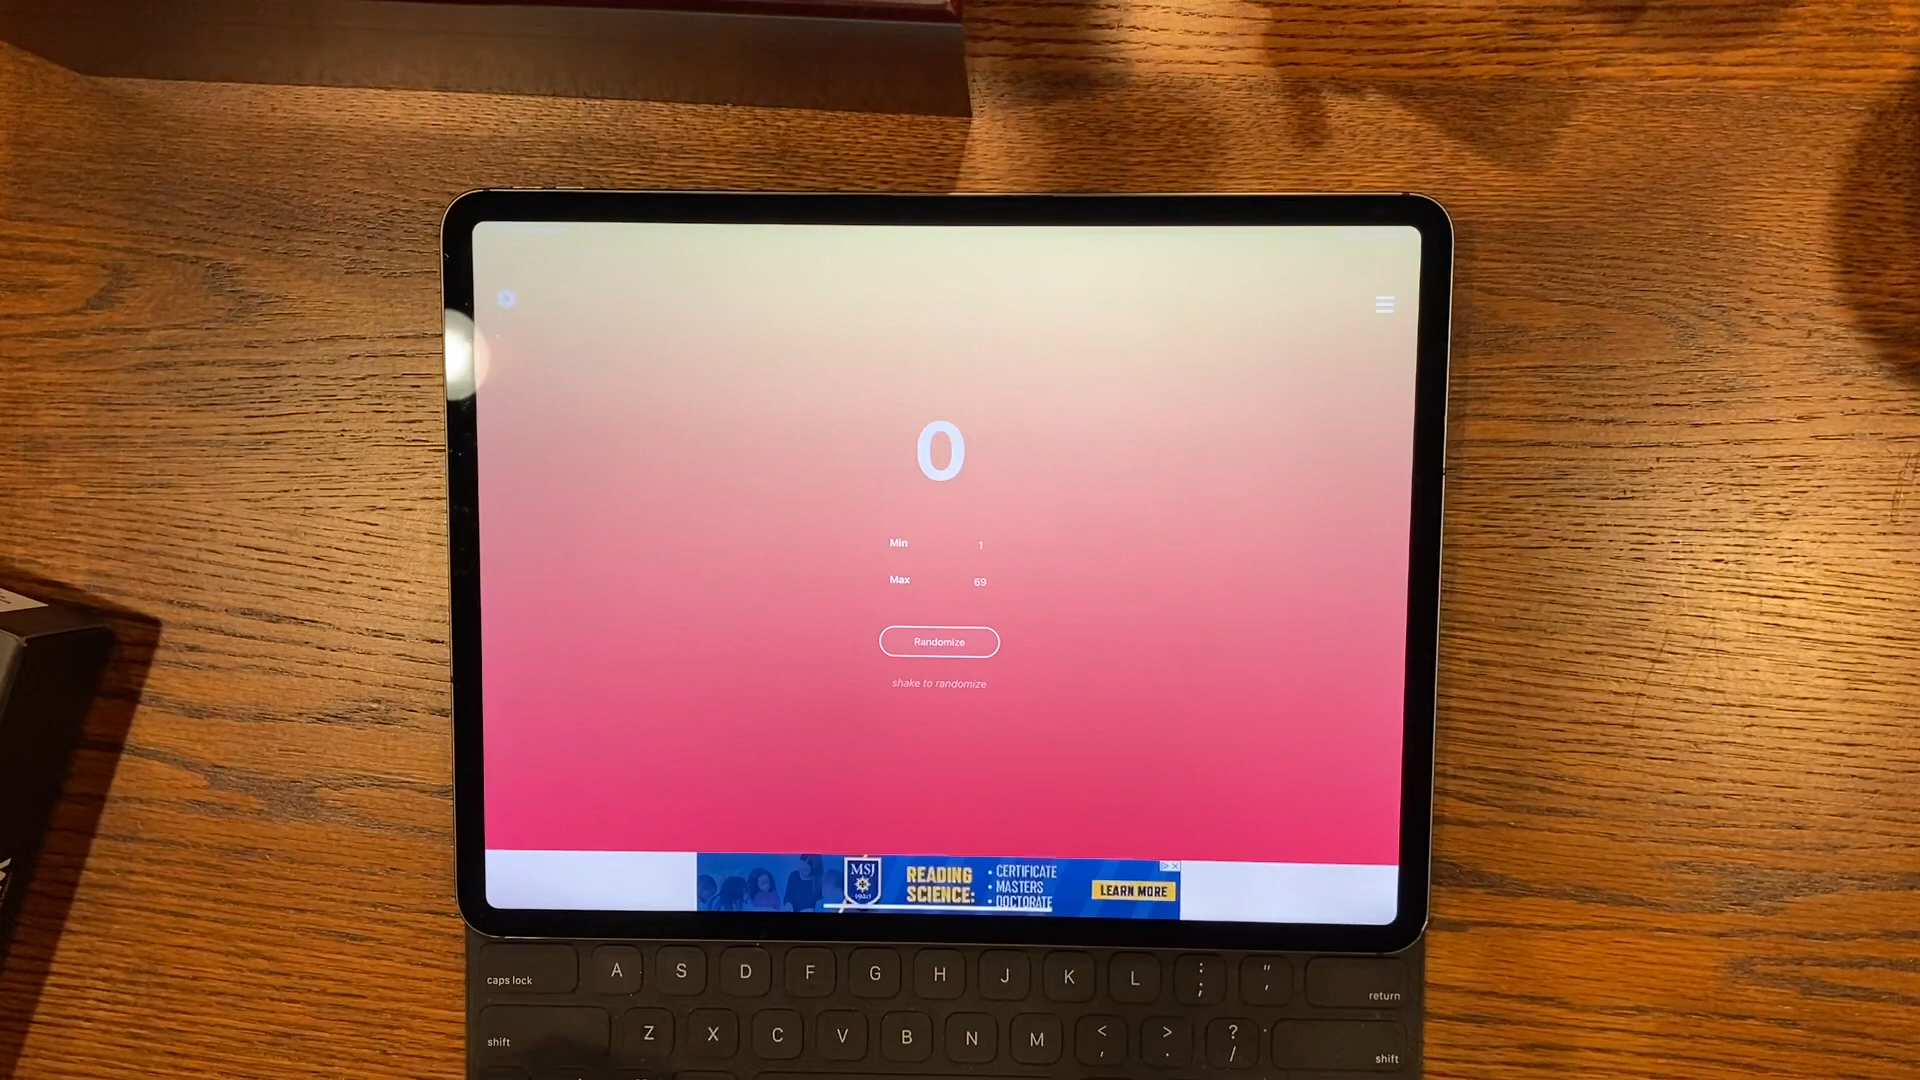 0
Min 1
Max 69
Randomize
shake to randomize
MSJ
1920
READING
SCIENCE:
• CERTIFICATE
• MASTERS
• DOCTORATE
LEARN MORE
caps lock A S D F G H J K L : ; " ' return
shift Z X C V B N M < , > . ? / shift